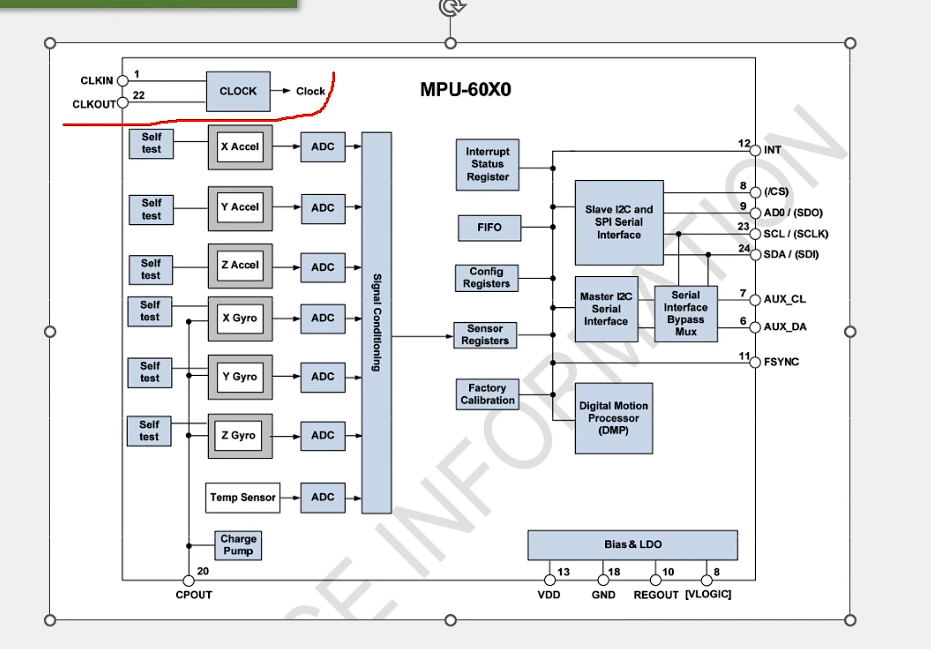 MPU-60X0
CLKIN
1
CLKOUT
22
CLOCK
Clock
Self
test
X Accel
ADC
Self
test
Y Accel
ADC
Self
test
Z Accel
ADC
Self
test
X Gyro
ADC
Self
test
Y Gyro
ADC
Self
test
Z Gyro
ADC
Temp Sensor
ADC
Charge
Pump
20
CPOUT
Signal Conditioning
Interrupt
Status
Register
FIFO
Config
Registers
Sensor
Registers
Factory
Calibration
Slave I2C and
SPI Serial
Interface
Master I2C
Serial
Interface
Serial
Interface
Bypass
Mux
Digital Motion
Processor
(DMP)
12
INT
8
(/CS)
9
AD0 / (SDO)
23
SCL / (SCLK)
24
SDA / (SDI)
7
AUX_CL
6
AUX_DA
11
FSYNC
Bias & LDO
13
18
10
8
VDD
GND
REGOUT
[VLOGIC]
E INFORMATION